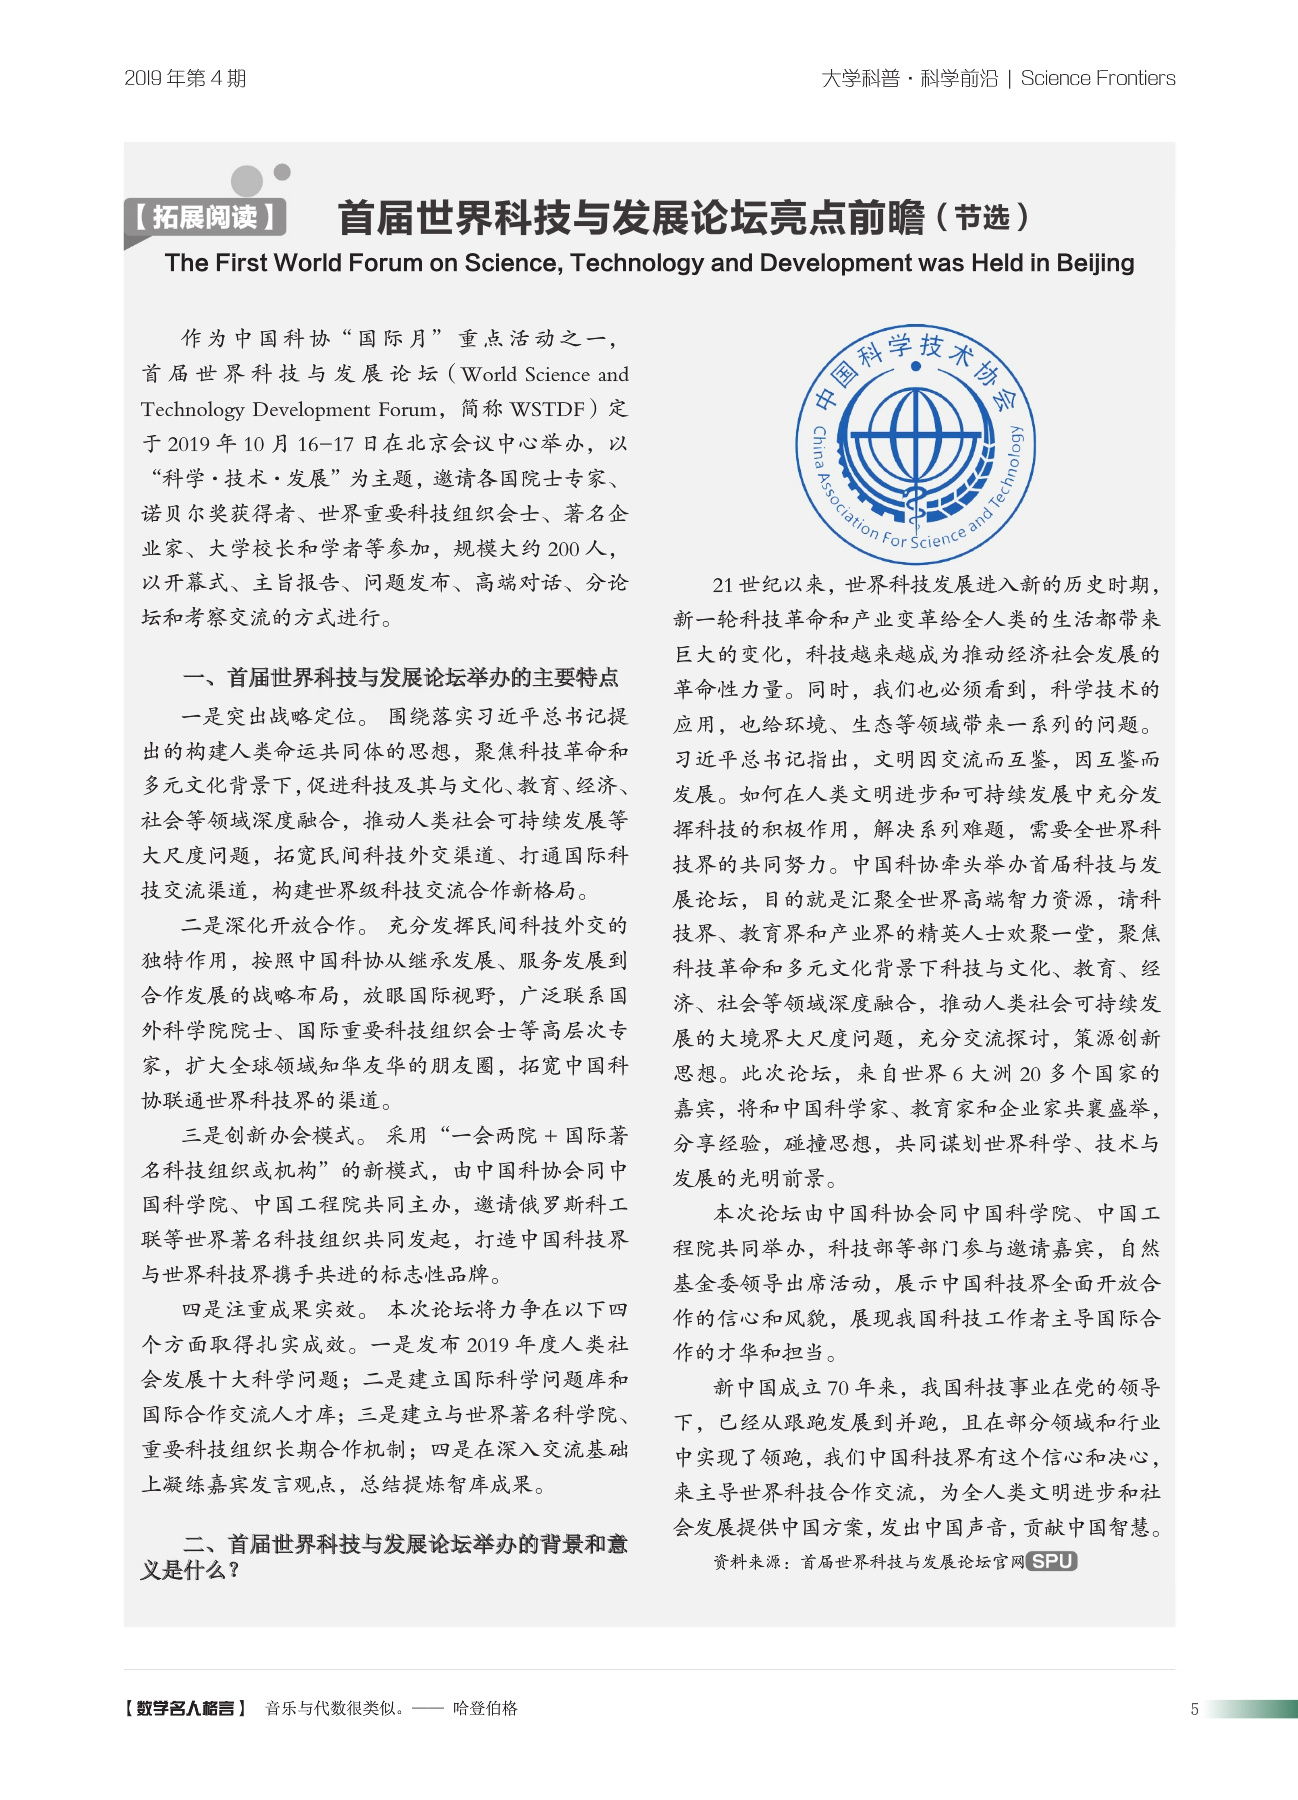 2019 年第 4 期
大学科普·科学前沿 | Science Frontiers
【拓展阅读】
首届世界科技与发展论坛亮点前瞻（节选）
The First World Forum on Science, Technology and Development was Held in Beijing
作为中国科协“国际月”重点活动之一，
首届世界科技与发展论坛（World Science and
Technology Development Forum，简称 WSTDF）定
于 2019 年 10 月 16–17 日在北京会议中心举办，以
“科学·技术·发展”为主题，邀请各国院士专家、
诺贝尔奖获得者、世界重要科技组织会士、著名企
业家、大学校长和学者等参加，规模大约 200 人，
以开幕式、主旨报告、问题发布、高端对话、分论
坛和考察交流的方式进行。
一、首届世界科技与发展论坛举办的主要特点
一是突出战略定位。 围绕落实习近平总书记提
出的构建人类命运共同体的思想，聚焦科技革命和
多元文化背景下，促进科技及其与文化、教育、经济、
社会等领域深度融合，推动人类社会可持续发展等
大尺度问题，拓宽民间科技外交渠道、打通国际科
技交流渠道，构建世界级科技交流合作新格局。
二是深化开放合作。 充分发挥民间科技外交的
独特作用，按照中国科协从继承发展、服务发展到
合作发展的战略布局，放眼国际视野，广泛联系国
外科学院院士、国际重要科技组织会士等高层次专
家，扩大全球领域知华友华的朋友圈，拓宽中国科
协联通世界科技界的渠道。
三是创新办会模式。 采用“一会两院 + 国际著
名科技组织或机构”的新模式，由中国科协会同中
国科学院、中国工程院共同主办，邀请俄罗斯科工
联等世界著名科技组织共同发起，打造中国科技界
与世界科技界携手共进的标志性品牌。
四是注重成果实效。 本次论坛将力争在以下四
个方面取得扎实成效。一是发布 2019 年度人类社
会发展十大科学问题；二是建立国际科学问题库和
国际合作交流人才库；三是建立与世界著名科学院、
重要科技组织长期合作机制；四是在深入交流基础
上凝练嘉宾发言观点，总结提炼智库成果。
二、首届世界科技与发展论坛举办的背景和意
义是什么？
中国科学技术协会
China Association For Science and Technology
21 世纪以来，世界科技发展进入新的历史时期，
新一轮科技革命和产业变革给全人类的生活都带来
巨大的变化，科技越来越成为推动经济社会发展的
革命性力量。同时，我们也必须看到，科学技术的
应用，也给环境、生态等领域带来一系列的问题。
习近平总书记指出，文明因交流而互鉴，因互鉴而
发展。如何在人类文明进步和可持续发展中充分发
挥科技的积极作用，解决系列难题，需要全世界科
技界的共同努力。中国科协牵头举办首届科技与发
展论坛，目的就是汇聚全世界高端智力资源，请科
技界、教育界和产业界的精英人士欢聚一堂，聚焦
科技革命和多元文化背景下科技与文化、教育、经
济、社会等领域深度融合，推动人类社会可持续发
展的大境界大尺度问题，充分交流探讨，策源创新
思想。此次论坛，来自世界 6 大洲 20 多个国家的
嘉宾，将和中国科学家、教育家和企业家共襄盛举，
分享经验，碰撞思想，共同谋划世界科学、技术与
发展的光明前景。
本次论坛由中国科协会同中国科学院、中国工
程院共同举办，科技部等部门参与邀请嘉宾，自然
基金委领导出席活动，展示中国科技界全面开放合
作的信心和风貌，展现我国科技工作者主导国际合
作的才华和担当。
新中国成立 70 年来，我国科技事业在党的领导
下，已经从跟跑发展到并跑，且在部分领域和行业
中实现了领跑，我们中国科技界有这个信心和决心，
来主导世界科技合作交流，为全人类文明进步和社
会发展提供中国方案，发出中国声音，贡献中国智慧。
资料来源：首届世界科技与发展论坛官网 SPU
【数学名人格言】 音乐与代数很类似。—— 哈登伯格
5